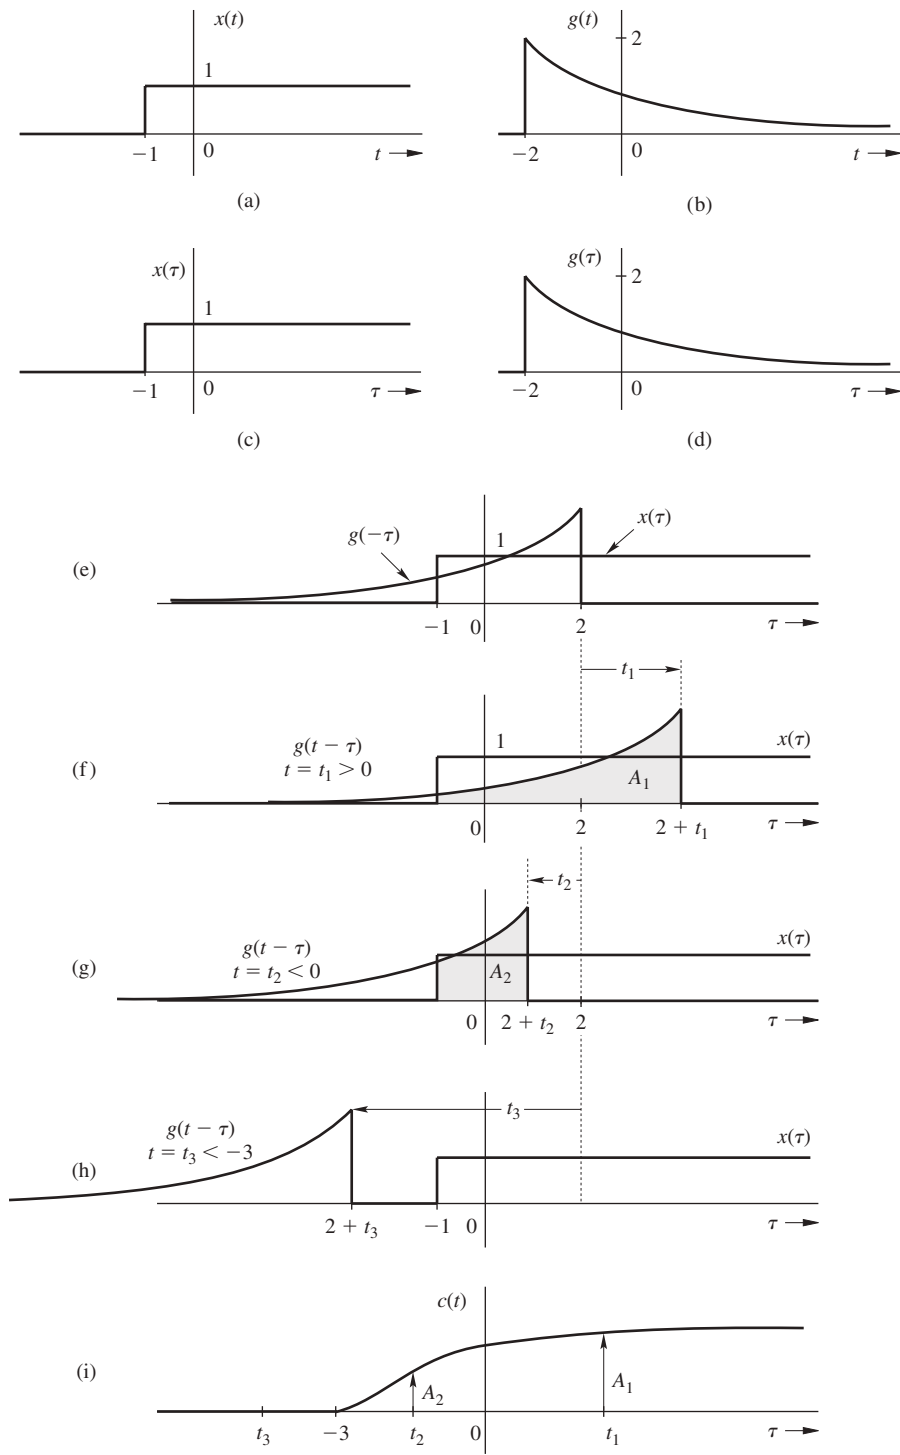 x(t)
1
−1
0
t
(a)
g(t)
2
−2
0
t
(b)
x(τ)
1
−1
0
τ
(c)
g(τ)
2
−2
0
τ
(d)
(e)
g(−τ)
1
x(τ)
−1
0
2
τ
t₁
(f)
g(t − τ)
t = t₁ > 0
1
A₁
x(τ)
0
2
2 + t₁
τ
t₂
(g)
g(t − τ)
t = t₂ < 0
A₂
x(τ)
0
2 + t₂
2
τ
t₃
(h)
g(t − τ)
t = t₃ < −3
x(τ)
2 + t₃
−1
0
τ
c(t)
(i)
A₂
A₁
t₃
−3
t₂
0
t₁
τ